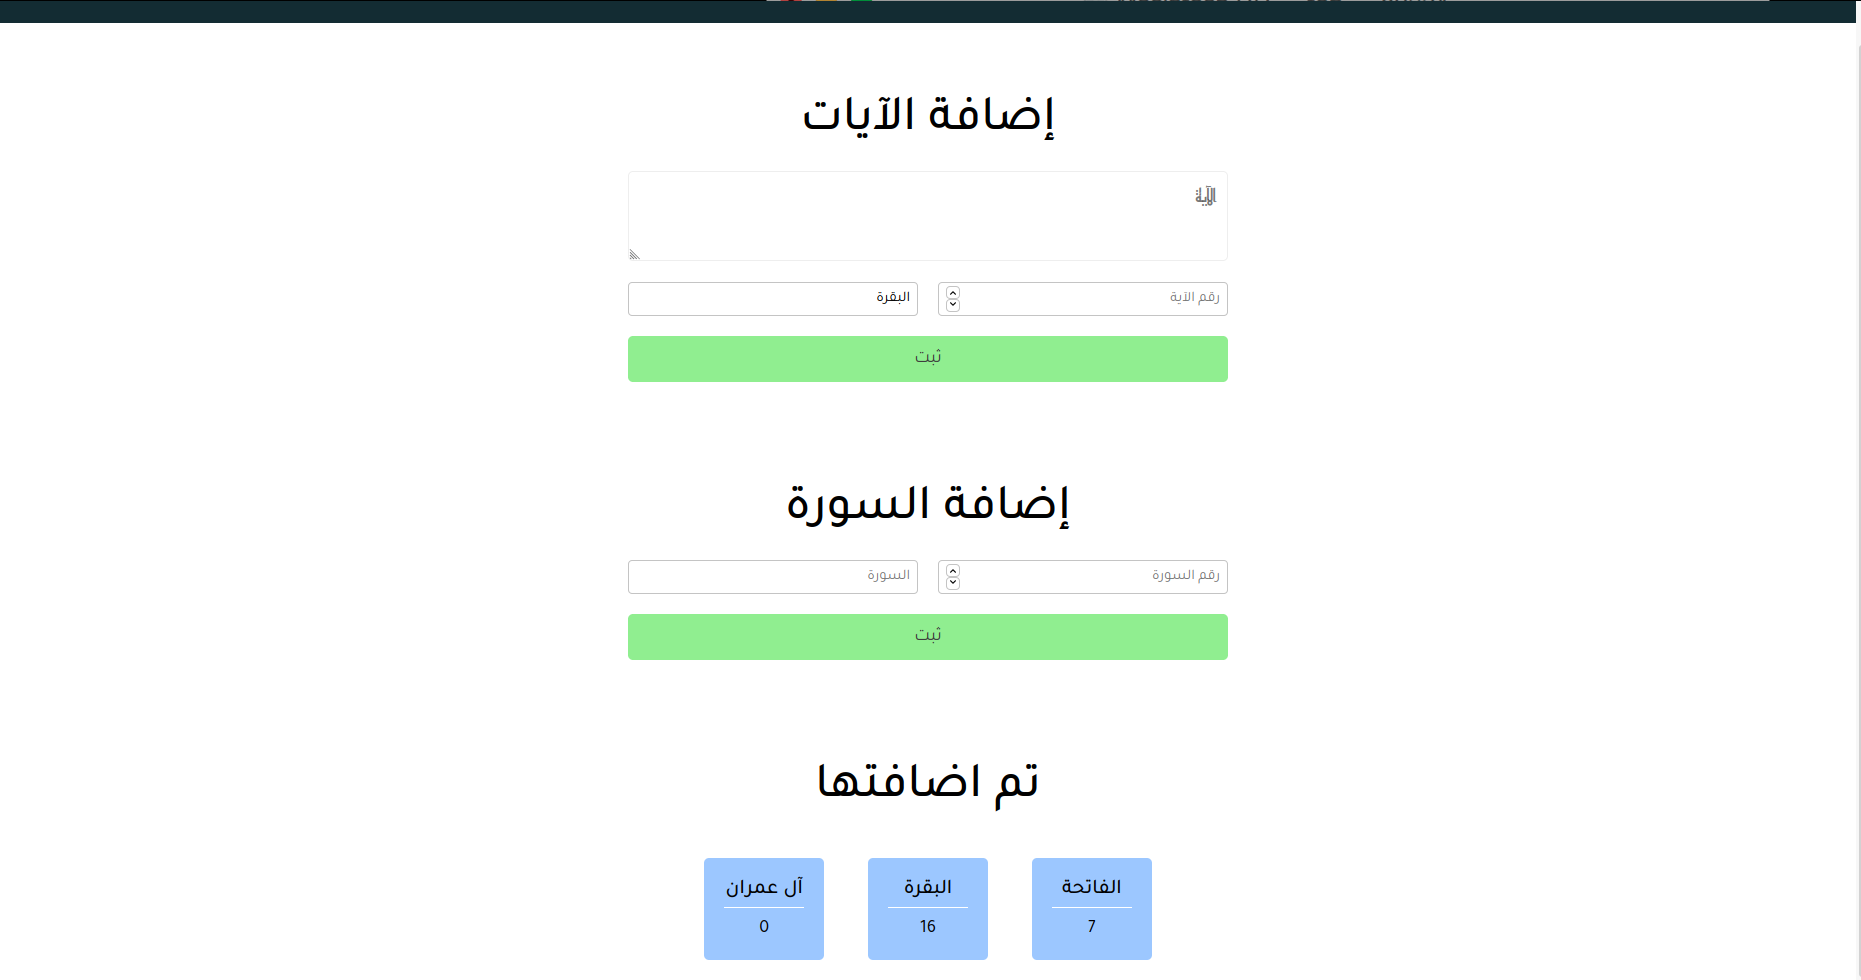 إضافة الآيات
الآية
رقم الآية
البقرة
ثبت
إضافة السورة
رقم السورة
السورة
ثبت
تم اضافتها
الفاتحة
7
البقرة
16
آل عمران
0